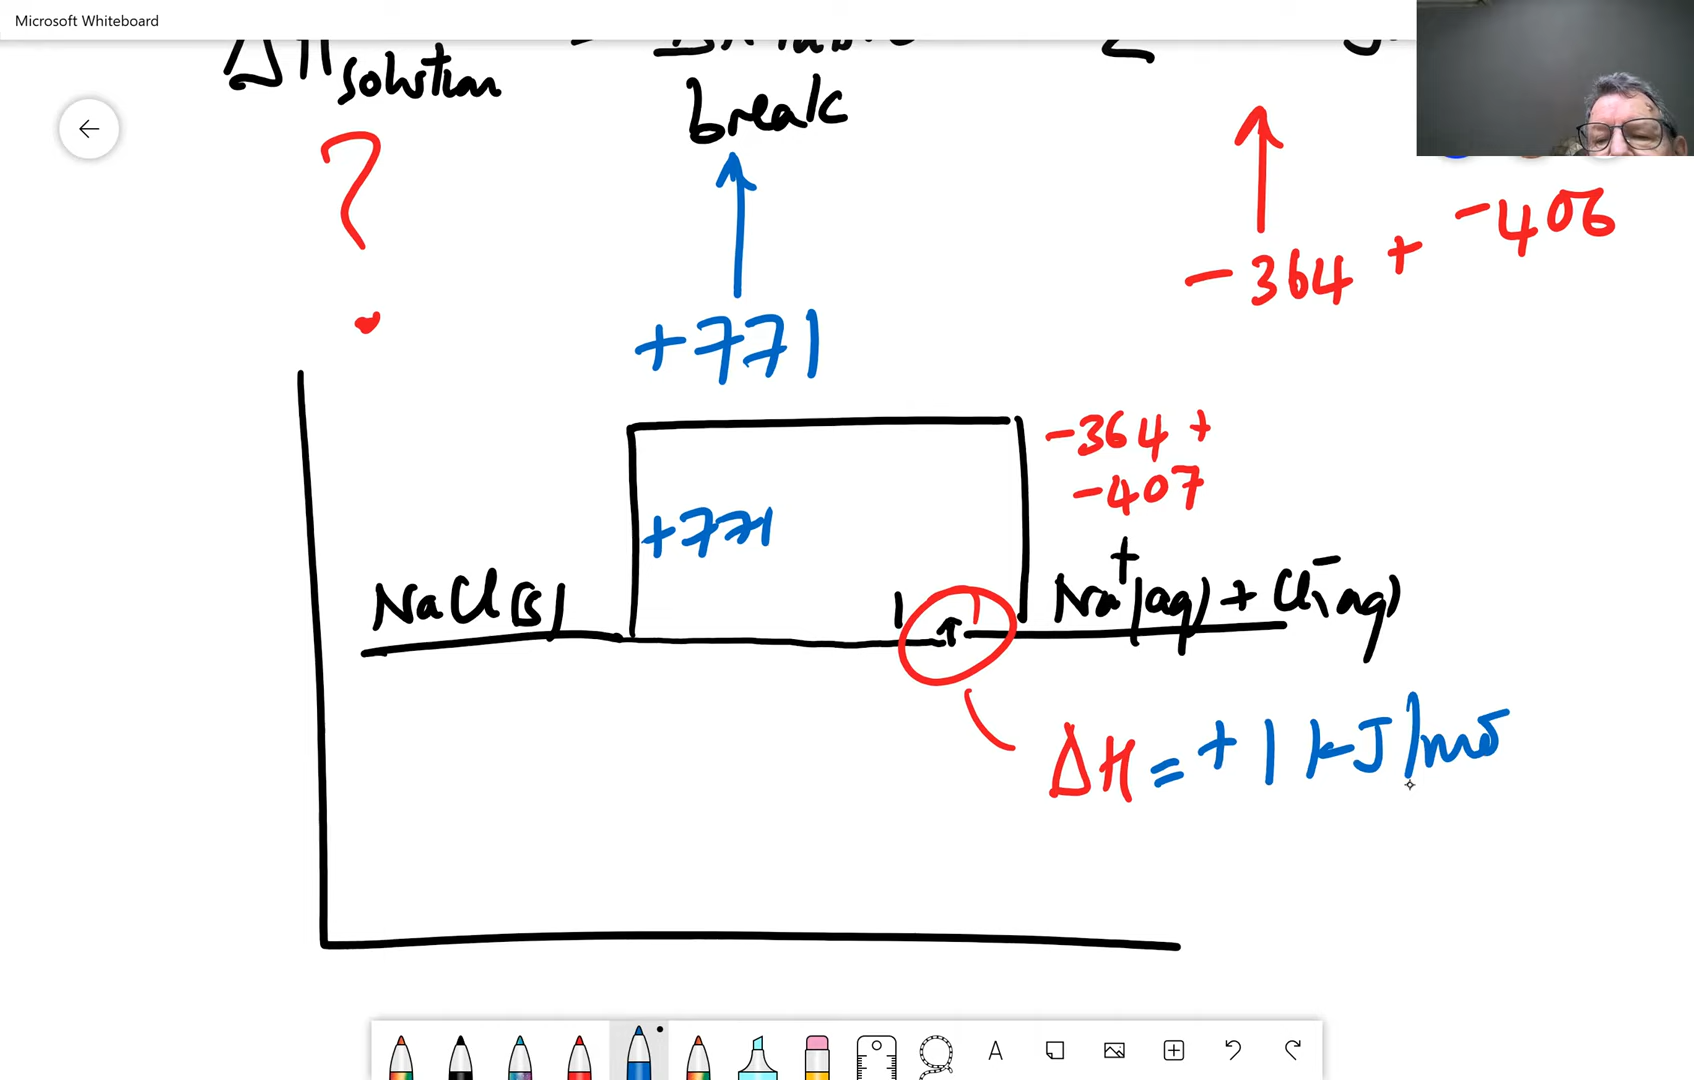 Microsoft Whiteboard
ΔH solution =
break
?
-364 + -406
+771
-364 +
-407
+771
NaCl(s)
Na+(aq) + Cl-(aq)
ΔH = +1 kJ/mol
A